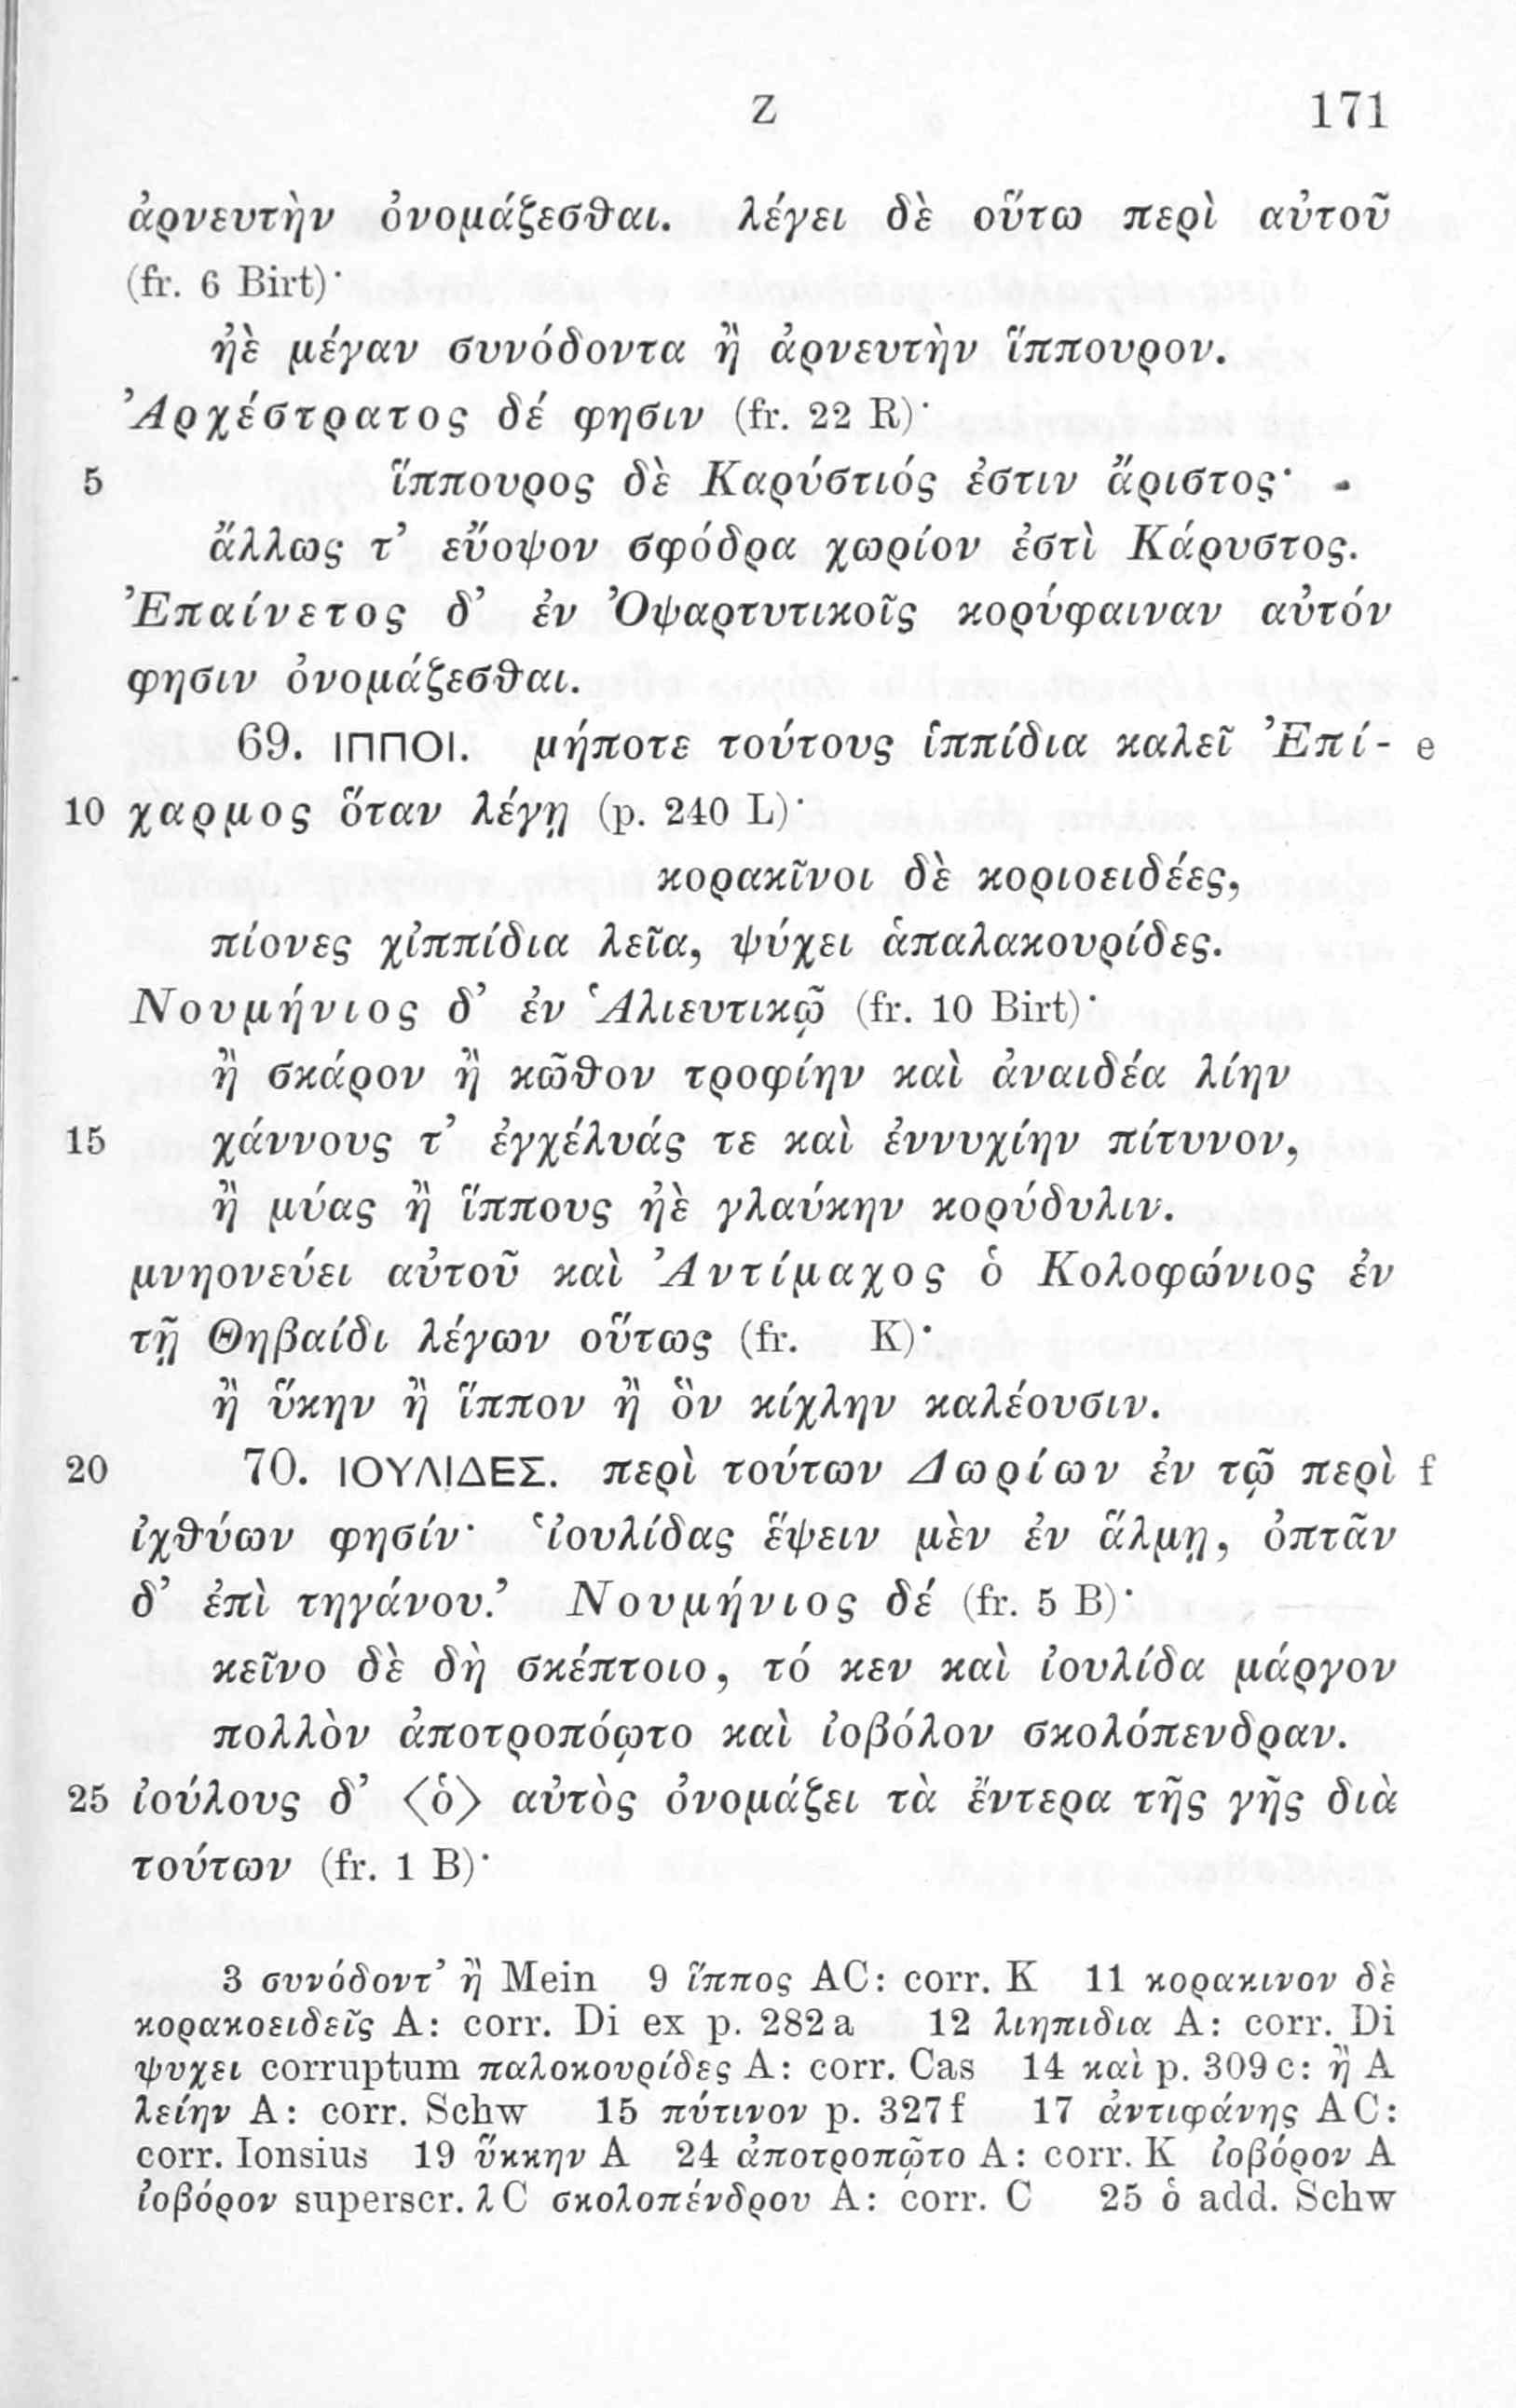 Z 171
ἀρνευτὴν ὀνομάζεσθαι. λέγει δὲ οὕτω περὶ αὐτοῦ
(fr. 6 Birt)·
ἠὲ μέγαν συνόδοντα ἢ ἀρνευτὴν ἵππουρον.
Ἀρχέστρατος δέ φησιν (fr. 22 R)·
5 ἵππουρος δὲ Καρύστιός ἐστιν ἄριστος·
ἄλλως τ’ εὔοψον σφόδρα χωρίον ἐστὶ Κάρυστος.
Ἐπαίνετος δ’ ἐν Ὀψαρτυτικοῖς κορύφαιναν αὐτόν
φησιν ὀνομάζεσθαι.
69. ΙΠΠΟΙ. μήποτε τούτους ἱππίδια καλεῖ Ἐπί- e
10 χαρμος ὅταν λέγῃ (p. 240 L)·
κορακῖνοι δὲ κοριοειδέες,
πίονες χἰππίδια λεῖα, ψύχει ἁπαλακουρίδες.
Νουμήνιος δ’ ἐν Ἁλιευτικῷ (fr. 10 Birt)·
ἢ σκάρον ἢ κῶθον τροφίην καὶ ἀναιδέα λίην
15 χάννους τ’ ἐγχέλυάς τε καὶ ἐννυχίην πίτυνον,
ἢ μύας ἢ ἵππους ἠὲ γλαύκην κορύδυλιν.
μνηονεύει αὐτοῦ καὶ Ἀντίμαχος ὁ Κολοφώνιος ἐν
τῇ Θηβαίδι λέγων οὕτως (fr. K)·
ἢ ὕκην ἢ ἵππον ἢ ὃν κίχλην καλέουσιν.
20 70. ΙΟΥΛΙΔΕΣ. περὶ τούτων Δωρίων ἐν τῷ περὶ f
ἰχθύων φησίν· ‘ἰουλίδας ἕψειν μὲν ἐν ἅλμῃ, ὀπτᾶν
δ’ ἐπὶ τηγάνου.’ Νουμήνιος δέ (fr. 5 B)·
κεῖνο δὲ δὴ σκέπτοιο, τό κεν καὶ ἰουλίδα μάργον
πολλὸν ἀποτροπόῳτο καὶ ἰοβόλον σκολόπενδραν.
25 ἰούλους δ’ <ὁ> αὐτὸς ὀνομάζει τὰ ἔντερα τῆς γῆς διὰ
τούτων (fr. 1 B)·
3 συνόδοντ’ ἢ Mein 9 ἵππος AC: corr. K 11 κορακινον δὲ
κορακοειδεῖς A: corr. Di ex p. 282 a 12 λιηπιδια A: corr. Di
ψυχει corruptum παλοκουρίδες A: corr. Cas 14 καὶ p. 309 c: ἢ A
λείην A: corr. Schw 15 πύτινον p. 327 f 17 ἀντιφάνης AC:
corr. Ionsius 19 ὕκκην A 24 ἀποτροπῷτο A: corr. K ἰοβόρον A
ἰοβόρον superscr. λ C σκολοπένδρου A: corr. C 25 ὁ add. Schw